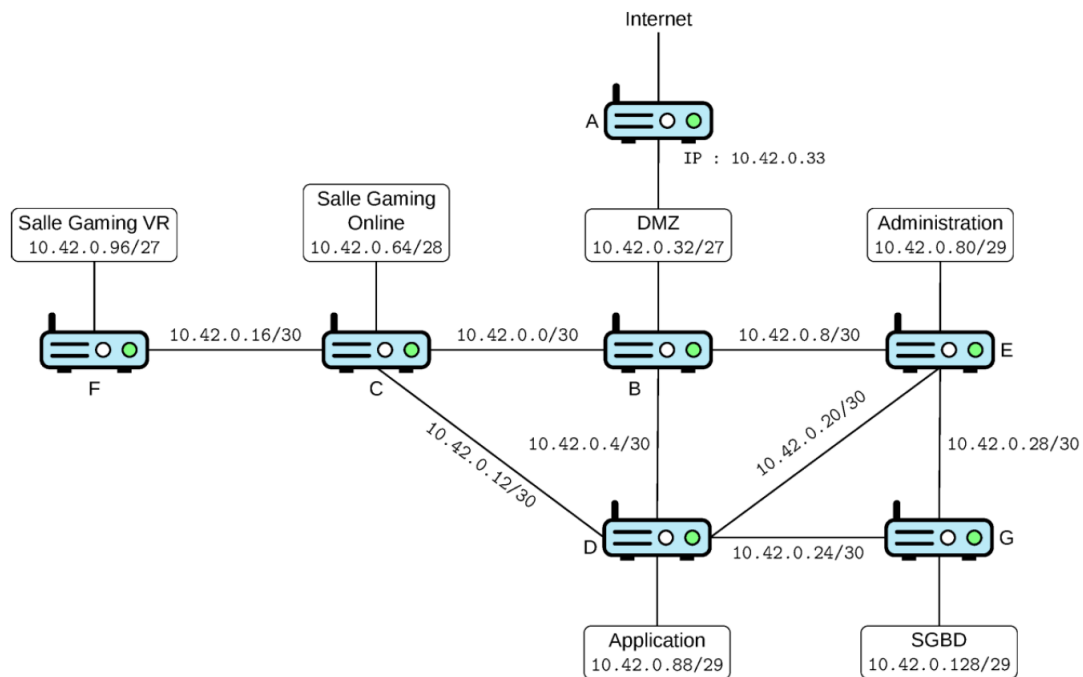 Internet
A
IP : 10.42.0.33
Salle Gaming VR
10.42.0.96/27
Salle Gaming
Online
10.42.0.64/28
DMZ
10.42.0.32/27
Administration
10.42.0.80/29
10.42.0.16/30
10.42.0.0/30
10.42.0.8/30
F
C
B
E
10.42.0.12/30
10.42.0.4/30
10.42.0.20/30
10.42.0.28/30
D
G
10.42.0.24/30
Application
10.42.0.88/29
SGBD
10.42.0.128/29